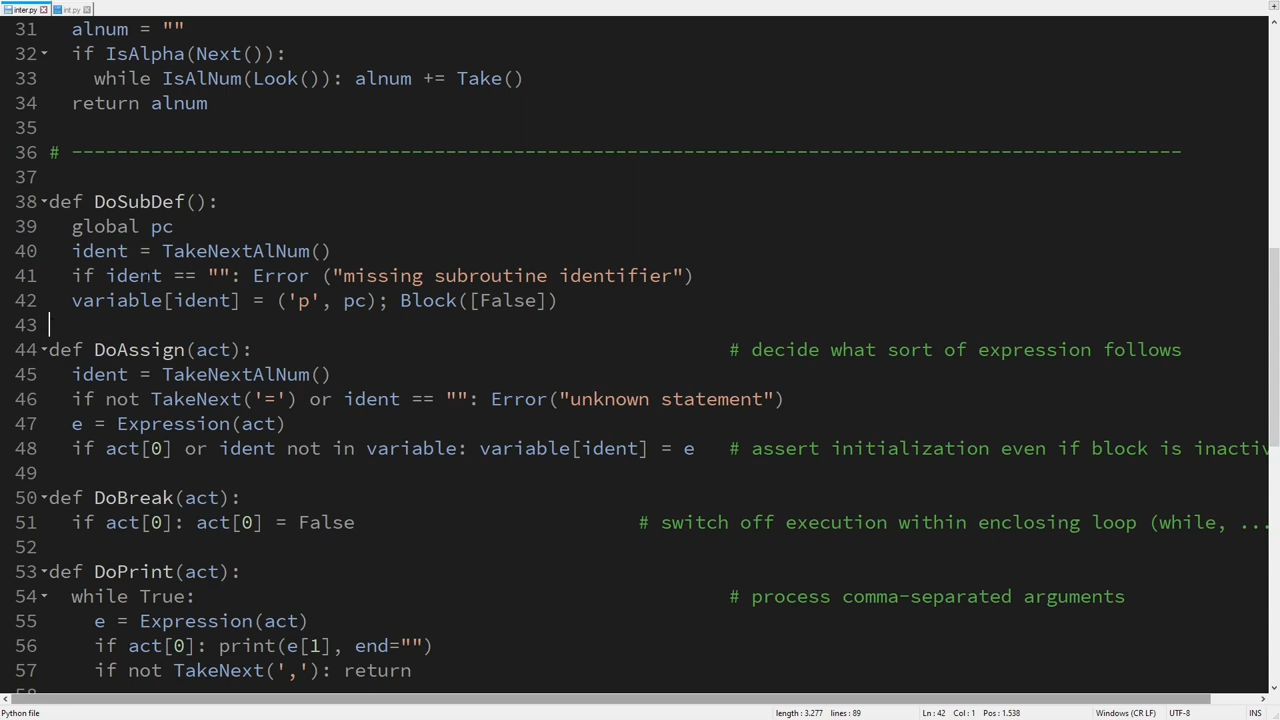 inter.py int.py
31 alnum = ""
32 if IsAlpha(Next()):
33 while IsAlNum(Look()): alnum += Take()
34 return alnum
35
36 # --------------------------------------------------------------------------------------------------
37
38 def DoSubDef():
39 global pc
40 ident = TakeNextAlNum()
41 if ident == "": Error ("missing subroutine identifier")
42 variable[ident] = ('p', pc); Block([False])
43
44 def DoAssign(act): # decide what sort of expression follows
45 ident = TakeNextAlNum()
46 if not TakeNext('=') or ident == "": Error("unknown statement")
47 e = Expression(act)
48 if act[0] or ident not in variable: variable[ident] = e # assert initialization even if block is inactiv
49
50 def DoBreak(act):
51 if act[0]: act[0] = False # switch off execution within enclosing loop (while, ...
52
53 def DoPrint(act):
54 while True: # process comma-separated arguments
55 e = Expression(act)
56 if act[0]: print(e[1], end="")
57 if not TakeNext(','): return
Python file length : 3.277 lines : 89 Ln : 42 Col : 1 Pos : 1.538 Windows (CR LF) UTF-8 INS